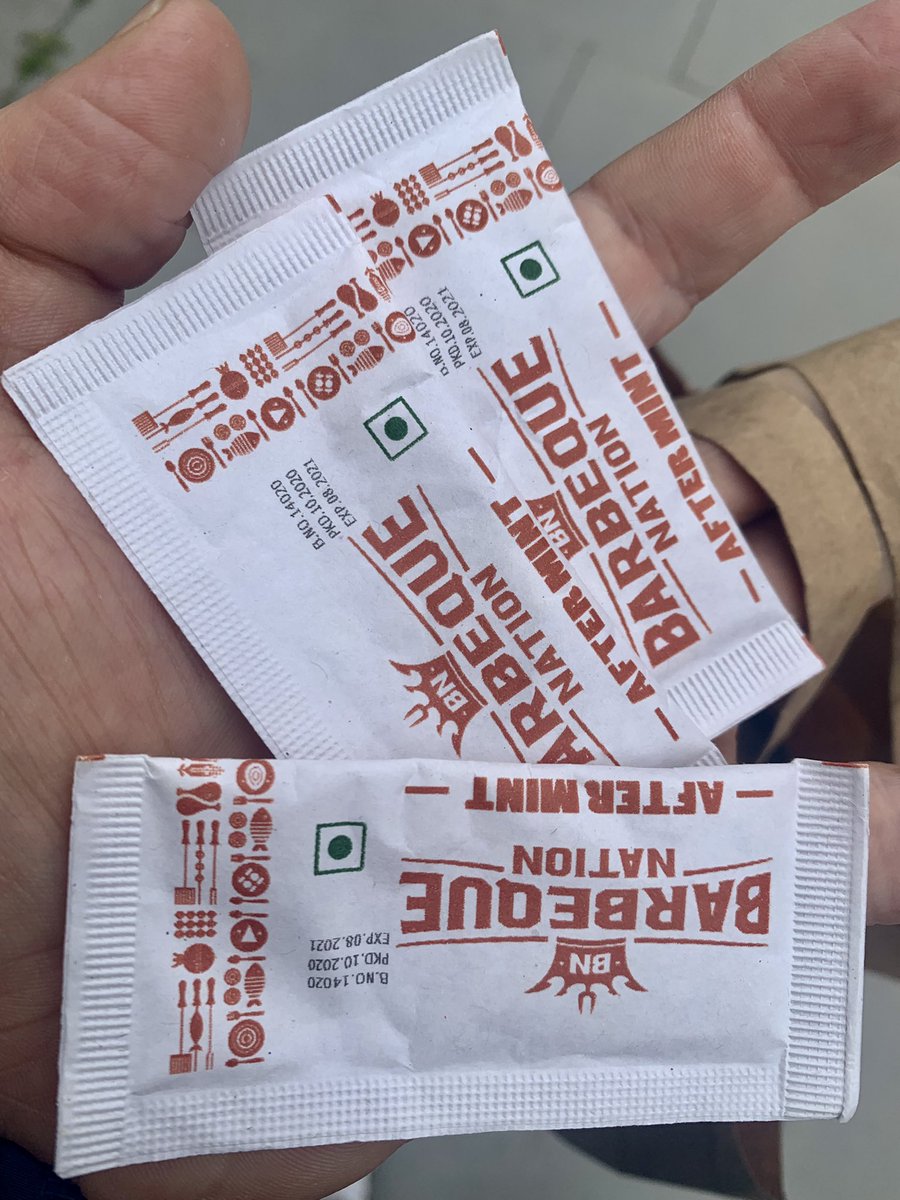 B.NO.14020
PKD.10.2020
EXP.08.2021
BN
BARBEQUE
NATION
— AFTER MINT —
B.NO.14020
PKD.10.2020
EXP.08.2021
BN
BARBEQUE
NATION
AFTER MINT —
B.NO.14020
PKD.10.2020
EXP.08.2021
BN
BARBEQUE
NATION
— AFTER MINT —